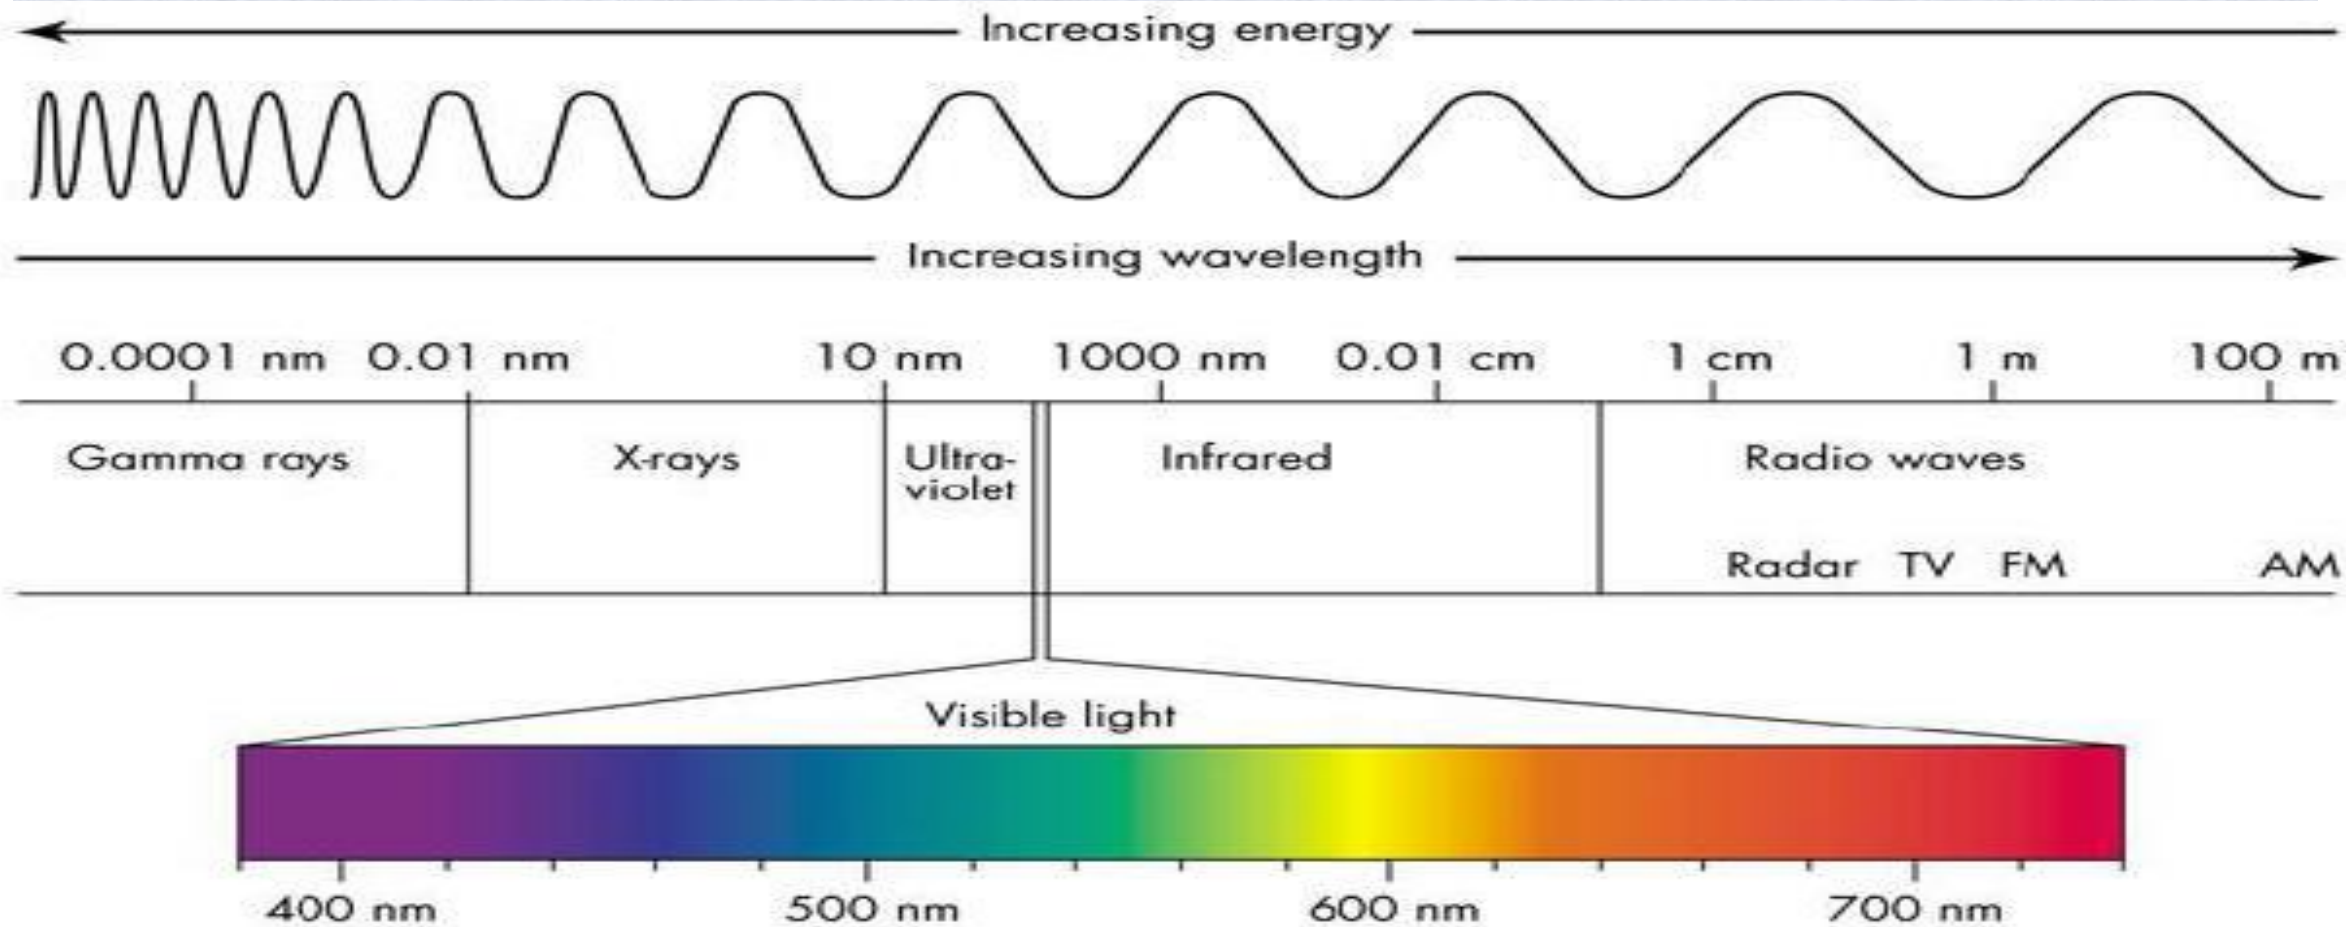 Increasing energy
Increasing wavelength
0.0001 nm 0.01 nm 10 nm 1000 nm 0.01 cm 1 cm 1 m 100 m
Gamma rays X-rays Ultra- Infrared Radio waves
violet
Radar TV FM AM
Visible light
400 nm 500 nm 600 nm 700 nm